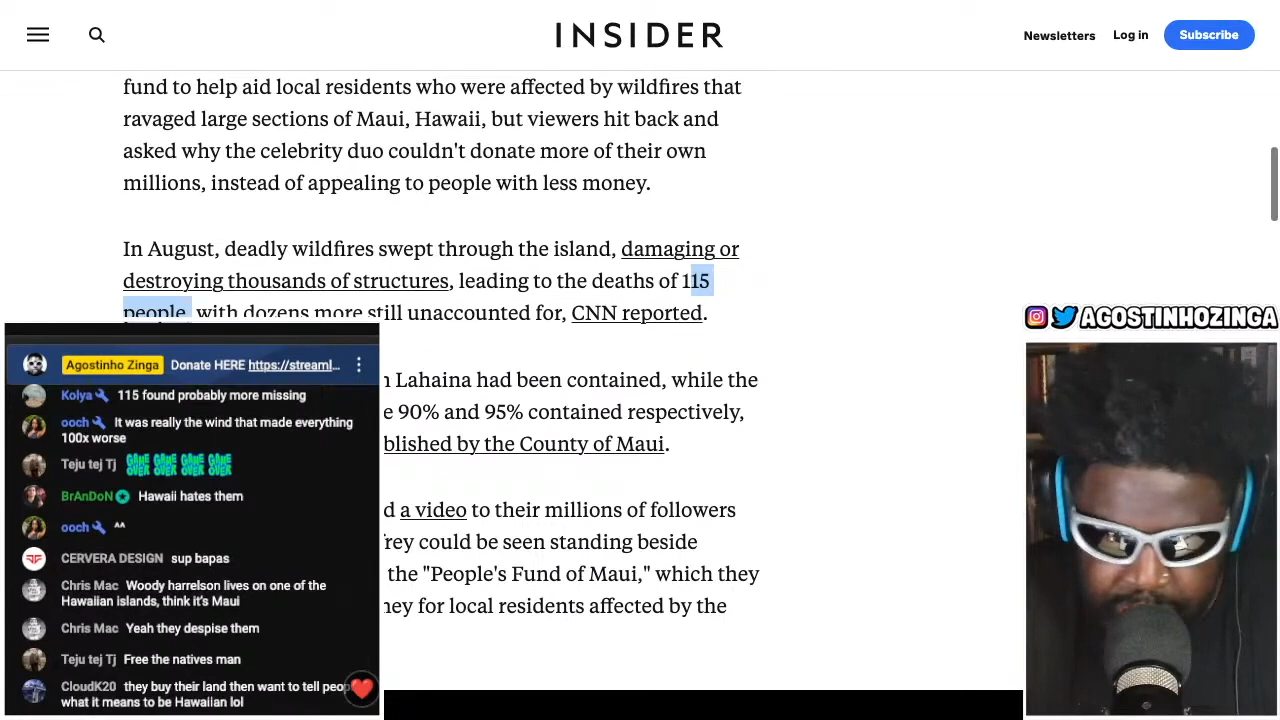 INSIDER
Newsletters
Log in
Subscribe
fund to help aid local residents who were affected by wildfires that
ravaged large sections of Maui, Hawaii, but viewers hit back and
asked why the celebrity duo couldn't donate more of their own
millions, instead of appealing to people with less money.
In August, deadly wildfires swept through the island, damaging or
destroying thousands of structures, leading to the deaths of 115
people, with dozens more still unaccounted for, CNN reported.
n Lahaina had been contained, while the
e 90% and 95% contained respectively,
blished by the County of Maui.
d a video to their millions of followers
frey could be seen standing beside
the "People's Fund of Maui," which they
ney for local residents affected by the
Agostinho Zinga Donate HERE https://streaml...
Kolya 115 found probably more missing
ooch It was really the wind that made everything
100x worse
Teju tej Tj GAME OVER GAME OVER GAME OVER GAME OVER
BrAnDoN Hawaii hates them
ooch ^^
CERVERA DESIGN sup bapas
Chris Mac Woody harrelson lives on one of the
Hawaiian islands, think it's Maui
Chris Mac Yeah they despise them
Teju tej Tj Free the natives man
CloudK20 they buy their land then want to tell peop
what it means to be Hawaiian lol
AGOSTINHOZINGA